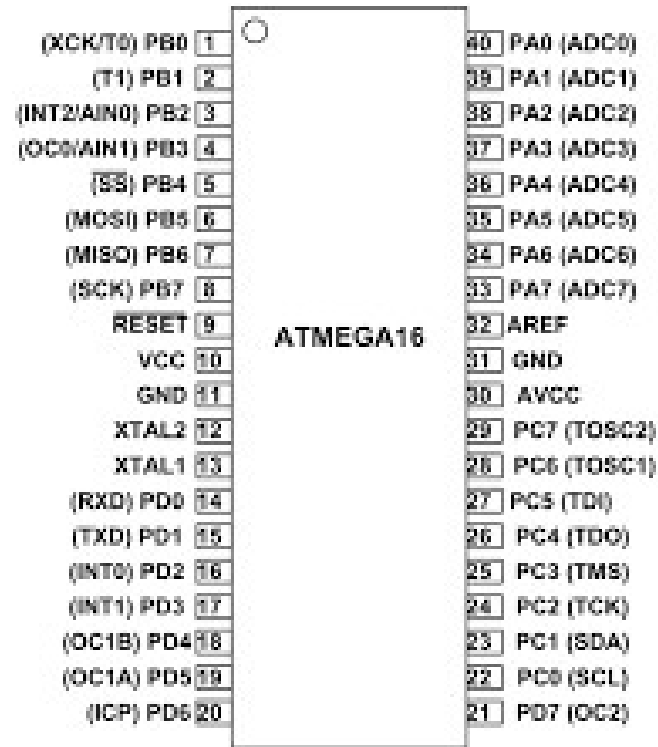 (XCK/T0) PB0 1
(T1) PB1 2
(INT2/AIN0) PB2 3
(OC0/AIN1) PB3 4
(SS) PB4 5
(MOSI) PB5 6
(MISO) PB6 7
(SCK) PB7 8
RESET 9
VCC 10
GND 11
XTAL2 12
XTAL1 13
(RXD) PD0 14
(TXD) PD1 15
(INT0) PD2 16
(INT1) PD3 17
(OC1B) PD4 18
(OC1A) PD5 19
(ICP) PD6 20
ATMEGA16
40 PA0 (ADC0)
39 PA1 (ADC1)
38 PA2 (ADC2)
37 PA3 (ADC3)
36 PA4 (ADC4)
35 PA5 (ADC5)
34 PA6 (ADC6)
33 PA7 (ADC7)
32 AREF
31 GND
30 AVCC
29 PC7 (TOSC2)
28 PC6 (TOSC1)
27 PC5 (TDI)
26 PC4 (TDO)
25 PC3 (TMS)
24 PC2 (TCK)
23 PC1 (SDA)
22 PC0 (SCL)
21 PD7 (OC2)